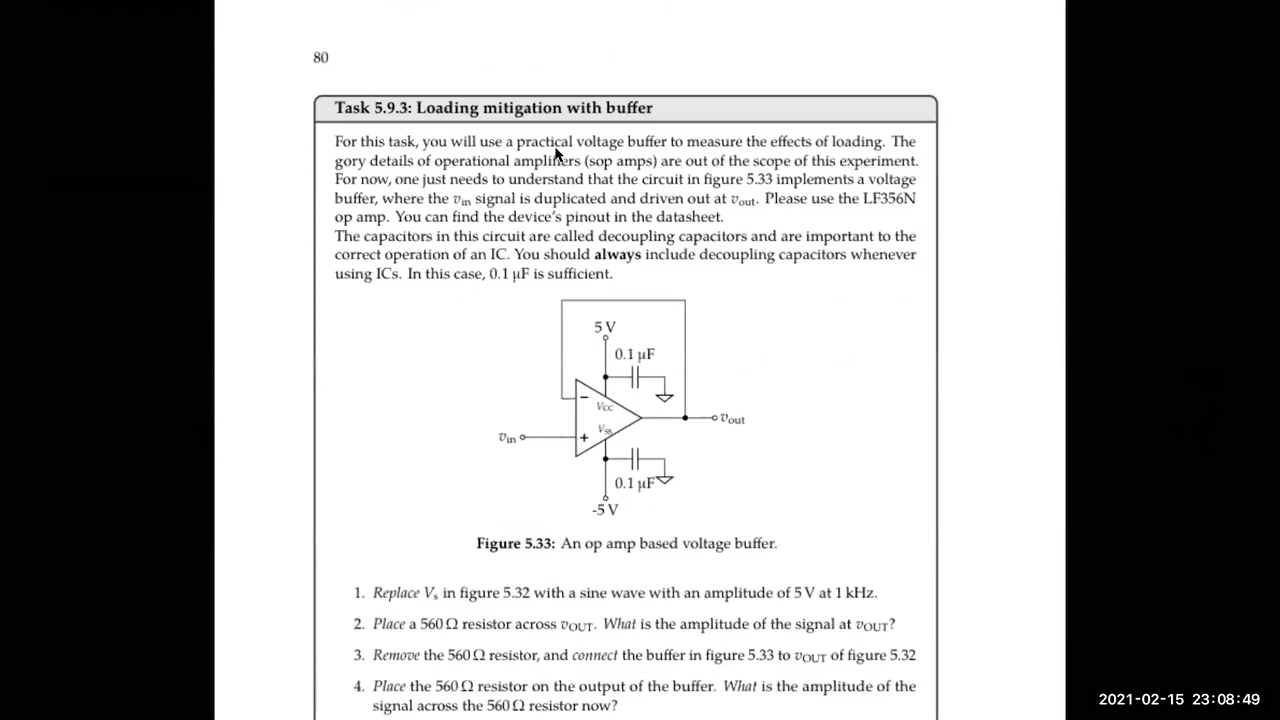 80
Task 5.9.3: Loading mitigation with buffer
For this task, you will use a practical voltage buffer to measure the effects of loading. The
gory details of operational amplifiers (sop amps) are out of the scope of this experiment.
For now, one just needs to understand that the circuit in figure 5.33 implements a voltage
buffer, where the vin signal is duplicated and driven out at vout. Please use the LF356N
op amp. You can find the device's pinout in the datasheet.
The capacitors in this circuit are called decoupling capacitors and are important to the
correct operation of an IC. You should always include decoupling capacitors whenever
using ICs. In this case, 0.1 µF is sufficient.
5 V
0.1 µF
−
VCC
vout
VSS
vin
+
0.1 µF
-5 V
Figure 5.33: An op amp based voltage buffer.
1. Replace Vs in figure 5.32 with a sine wave with an amplitude of 5 V at 1 kHz.
2. Place a 560 Ω resistor across vOUT. What is the amplitude of the signal at vOUT?
3. Remove the 560 Ω resistor, and connect the buffer in figure 5.33 to vOUT of figure 5.32
4. Place the 560 Ω resistor on the output of the buffer. What is the amplitude of the
signal across the 560 Ω resistor now?
2021-02-15 23:08:49